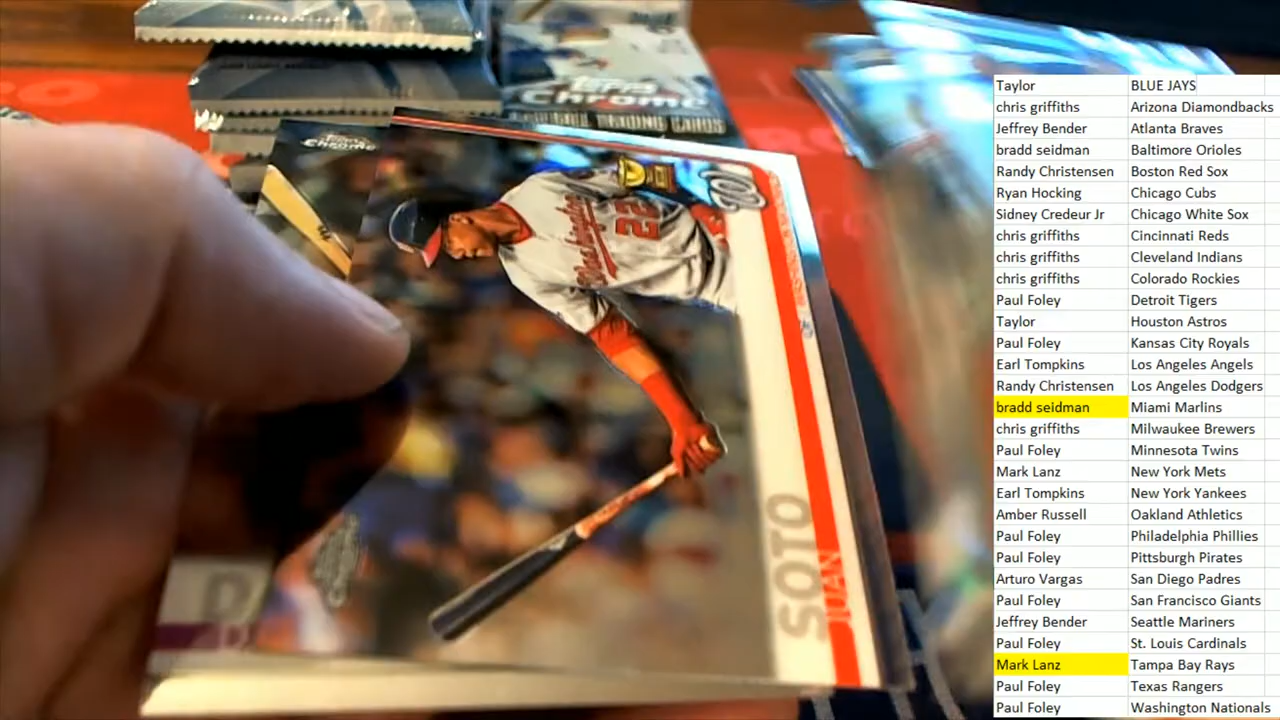 Topps
Chrome
TRADING CARDS
Chrome
Washington
22
SOTO
JUAN
Taylor BLUE JAYS
chris griffiths Arizona Diamondbacks
Jeffrey Bender Atlanta Braves
bradd seidman Baltimore Orioles
Randy Christensen Boston Red Sox
Ryan Hocking Chicago Cubs
Sidney Credeur Jr Chicago White Sox
chris griffiths Cincinnati Reds
chris griffiths Cleveland Indians
chris griffiths Colorado Rockies
Paul Foley Detroit Tigers
Taylor Houston Astros
Paul Foley Kansas City Royals
Earl Tompkins Los Angeles Angels
Randy Christensen Los Angeles Dodgers
bradd seidman Miami Marlins
chris griffiths Milwaukee Brewers
Paul Foley Minnesota Twins
Mark Lanz New York Mets
Earl Tompkins New York Yankees
Amber Russell Oakland Athletics
Paul Foley Philadelphia Phillies
Paul Foley Pittsburgh Pirates
Arturo Vargas San Diego Padres
Paul Foley San Francisco Giants
Jeffrey Bender Seattle Mariners
Paul Foley St. Louis Cardinals
Mark Lanz Tampa Bay Rays
Paul Foley Texas Rangers
Paul Foley Washington Nationals